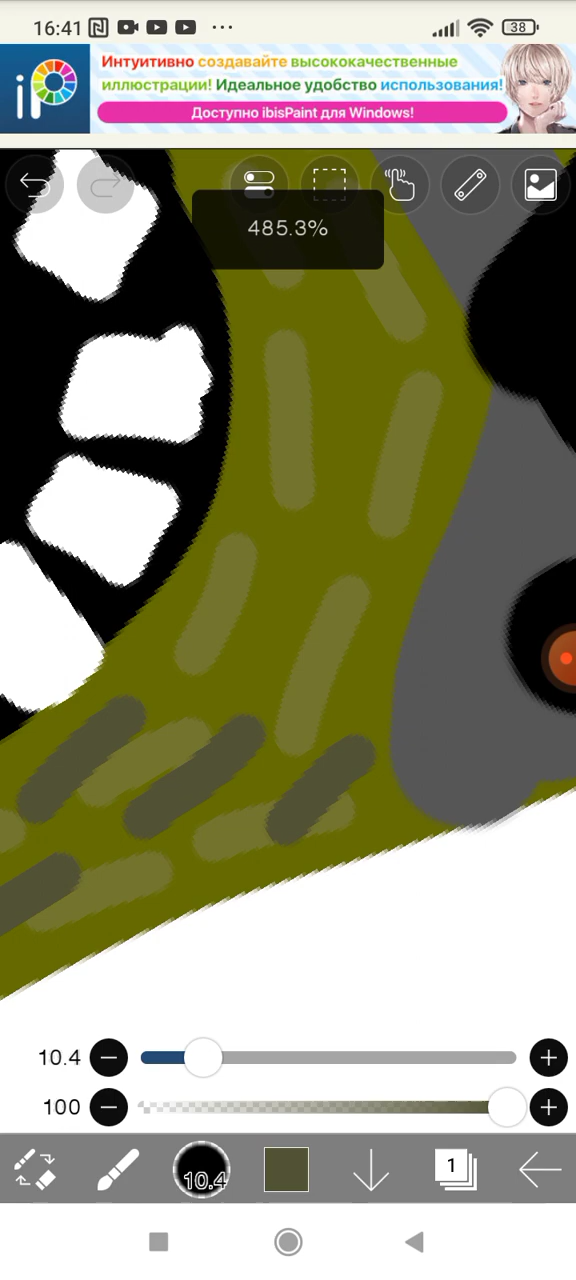 16:41
38
Интуитивно создавайте высококачественные
иллюстрации! Идеальное удобство использования!
iP
Доступно ibisPaint для Windows!
485.3%
10.4
100
10.4
1